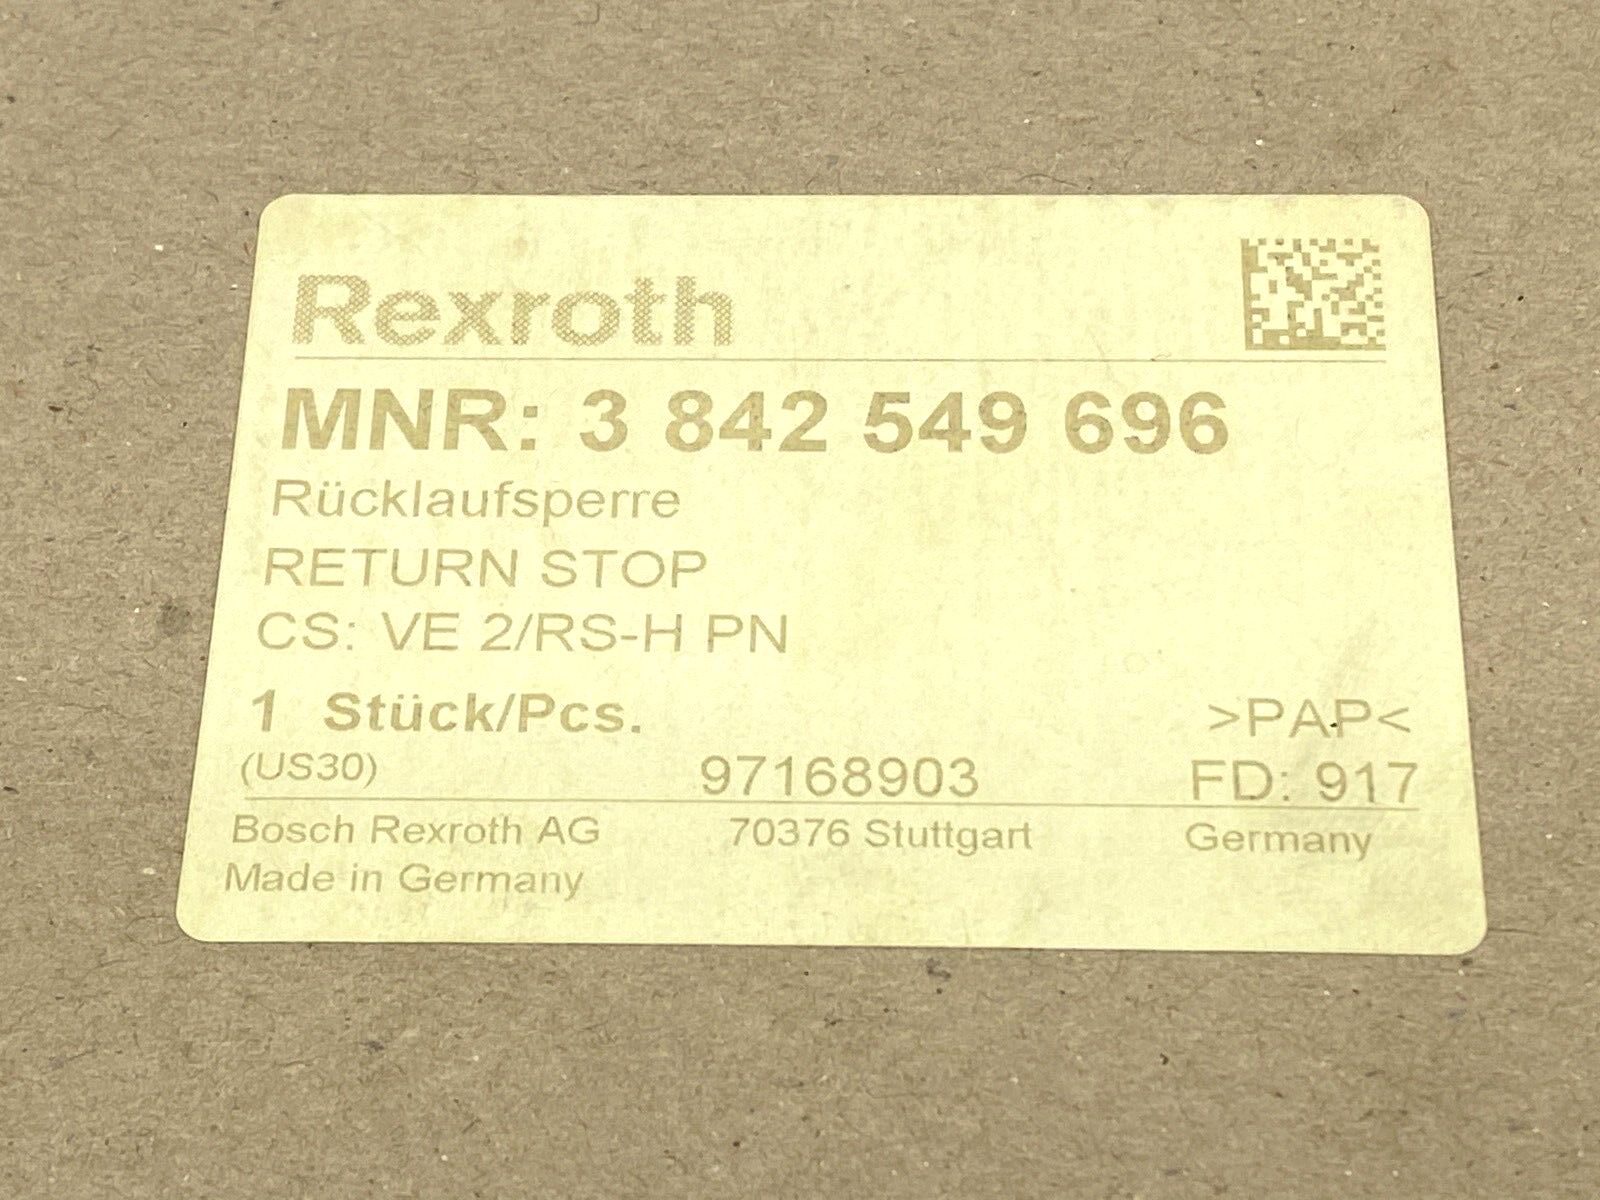 Rexroth
MNR: 3 842 549 696
Rücklaufsperre
RETURN STOP
CS: VE 2/RS-H PN
1 Stück/Pcs. >PAP<
(US30) 97168903 FD: 917
Bosch Rexroth AG 70376 Stuttgart Germany
Made in Germany